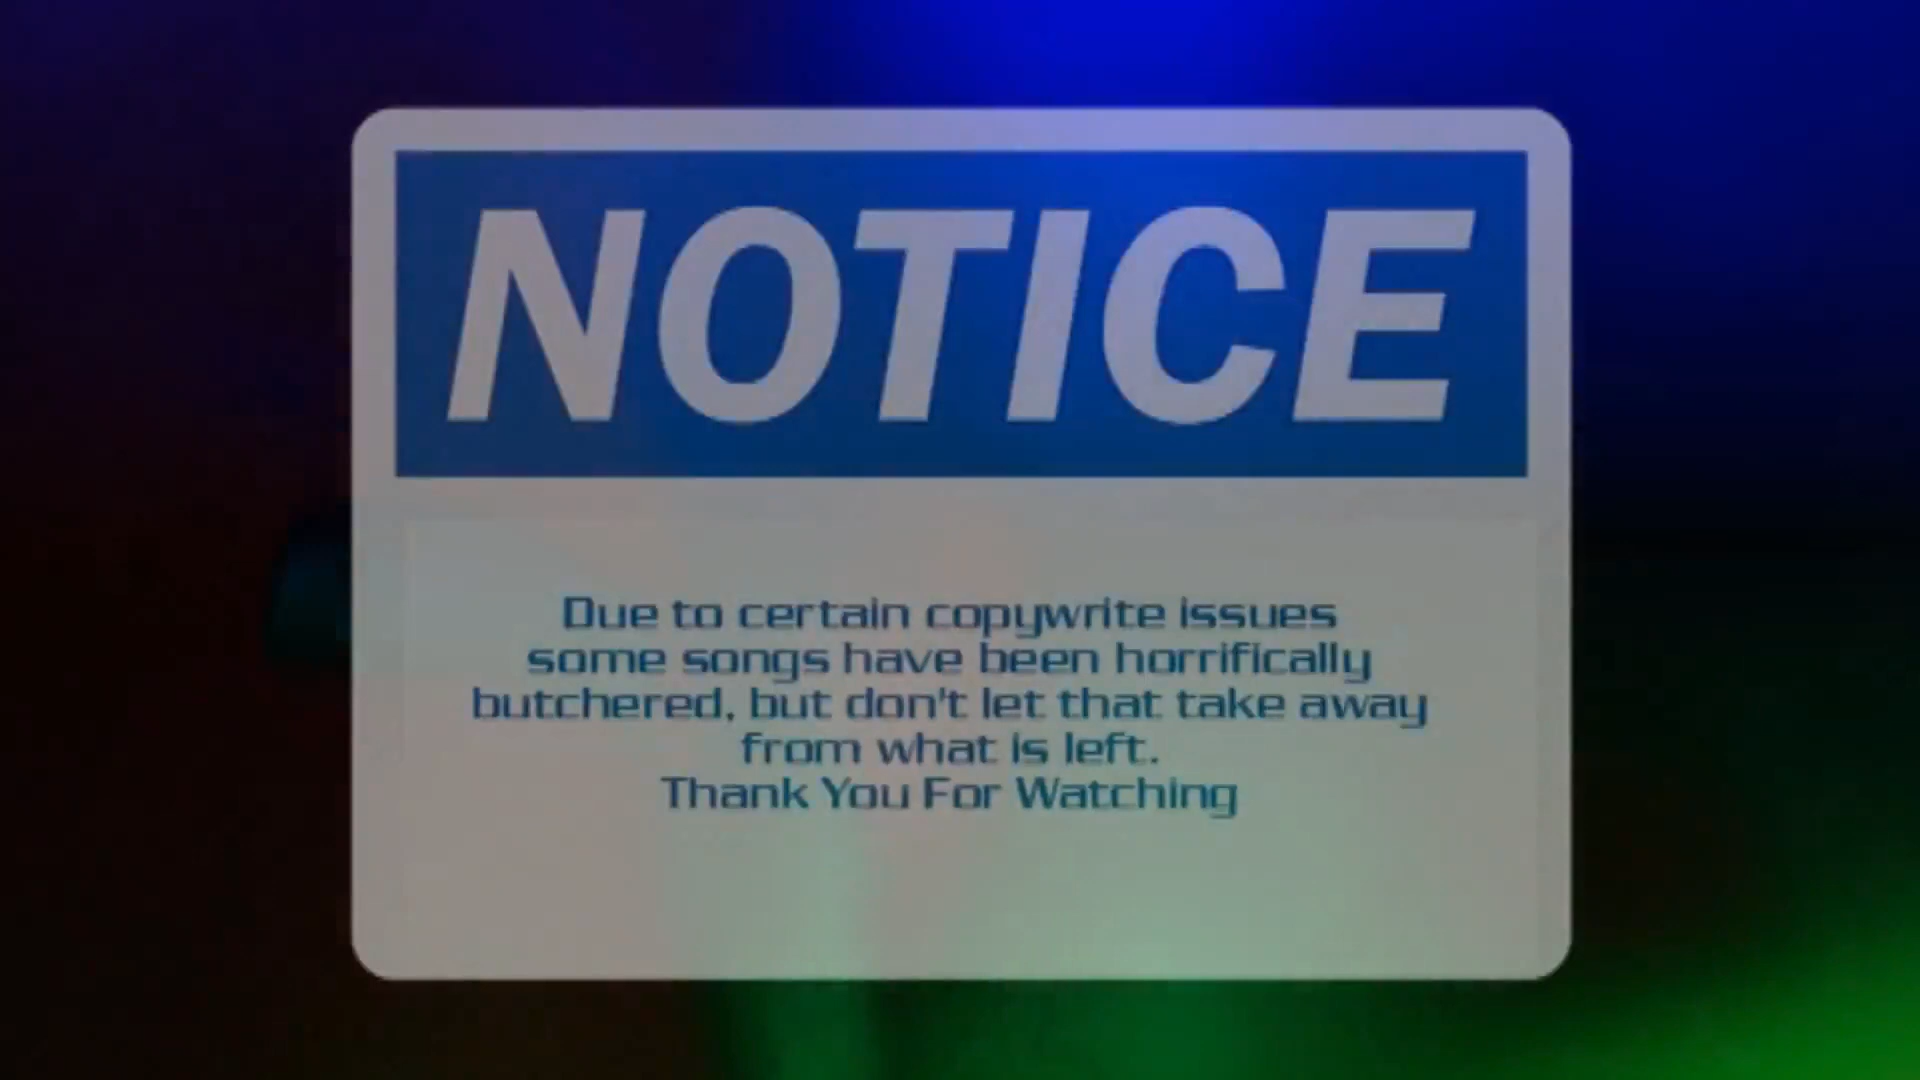 NOTICE
Due to certain copywrite issues
some songs have been horrifically
butchered, but don't let that take away
from what is left.
Thank You For Watching